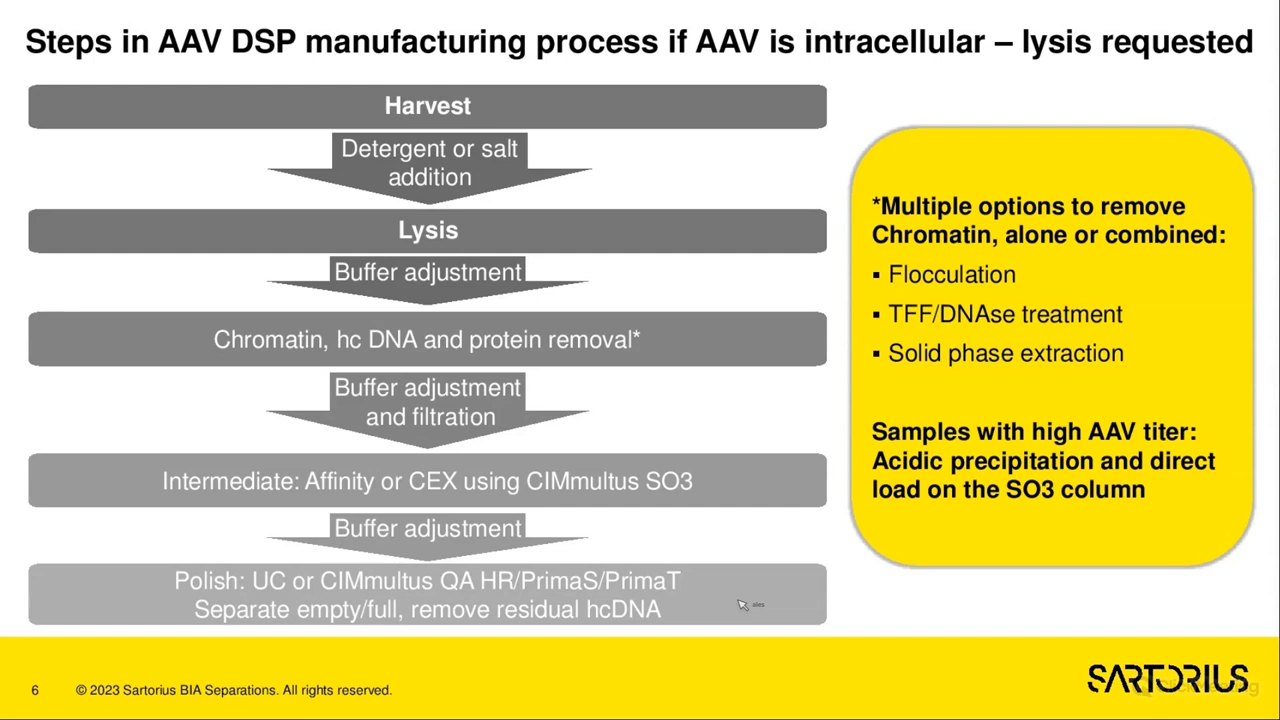 Steps in AAV DSP manufacturing process if AAV is intracellular – lysis requested
Harvest
Detergent or salt
addition
Lysis
Buffer adjustment
Chromatin, hc DNA and protein removal*
Buffer adjustment
and filtration
Intermediate: Affinity or CEX using CIMmultus SO3
Buffer adjustment
Polish: UC or CIMmultus QA HR/PrimaS/PrimaT
Separate empty/full, remove residual hcDNA
*Multiple options to remove
Chromatin, alone or combined:
▪ Flocculation
▪ TFF/DNAse treatment
▪ Solid phase extraction
Samples with high AAV titer:
Acidic precipitation and direct
load on the SO3 column
6
© 2023 Sartorius BIA Separations. All rights reserved.
SARTORIUS